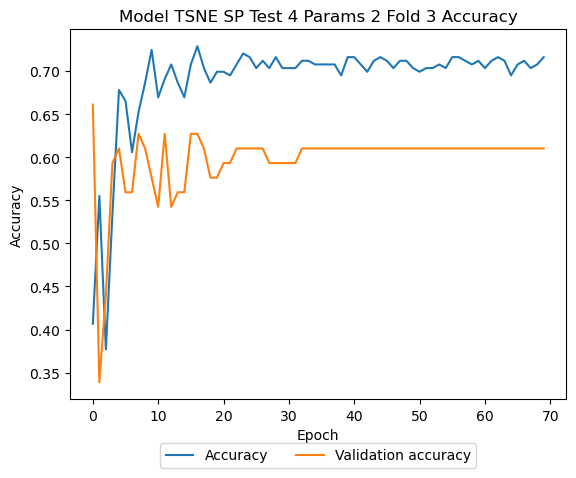 Model TSNE SP Test 4 Params 2 Fold 3 Accuracy
0.70
0.65
0.60
0.55
0.50
0.45
0.40
0.35
Accuracy
0 10 20 30 40 50 60 70
Epoch
Accuracy Validation accuracy